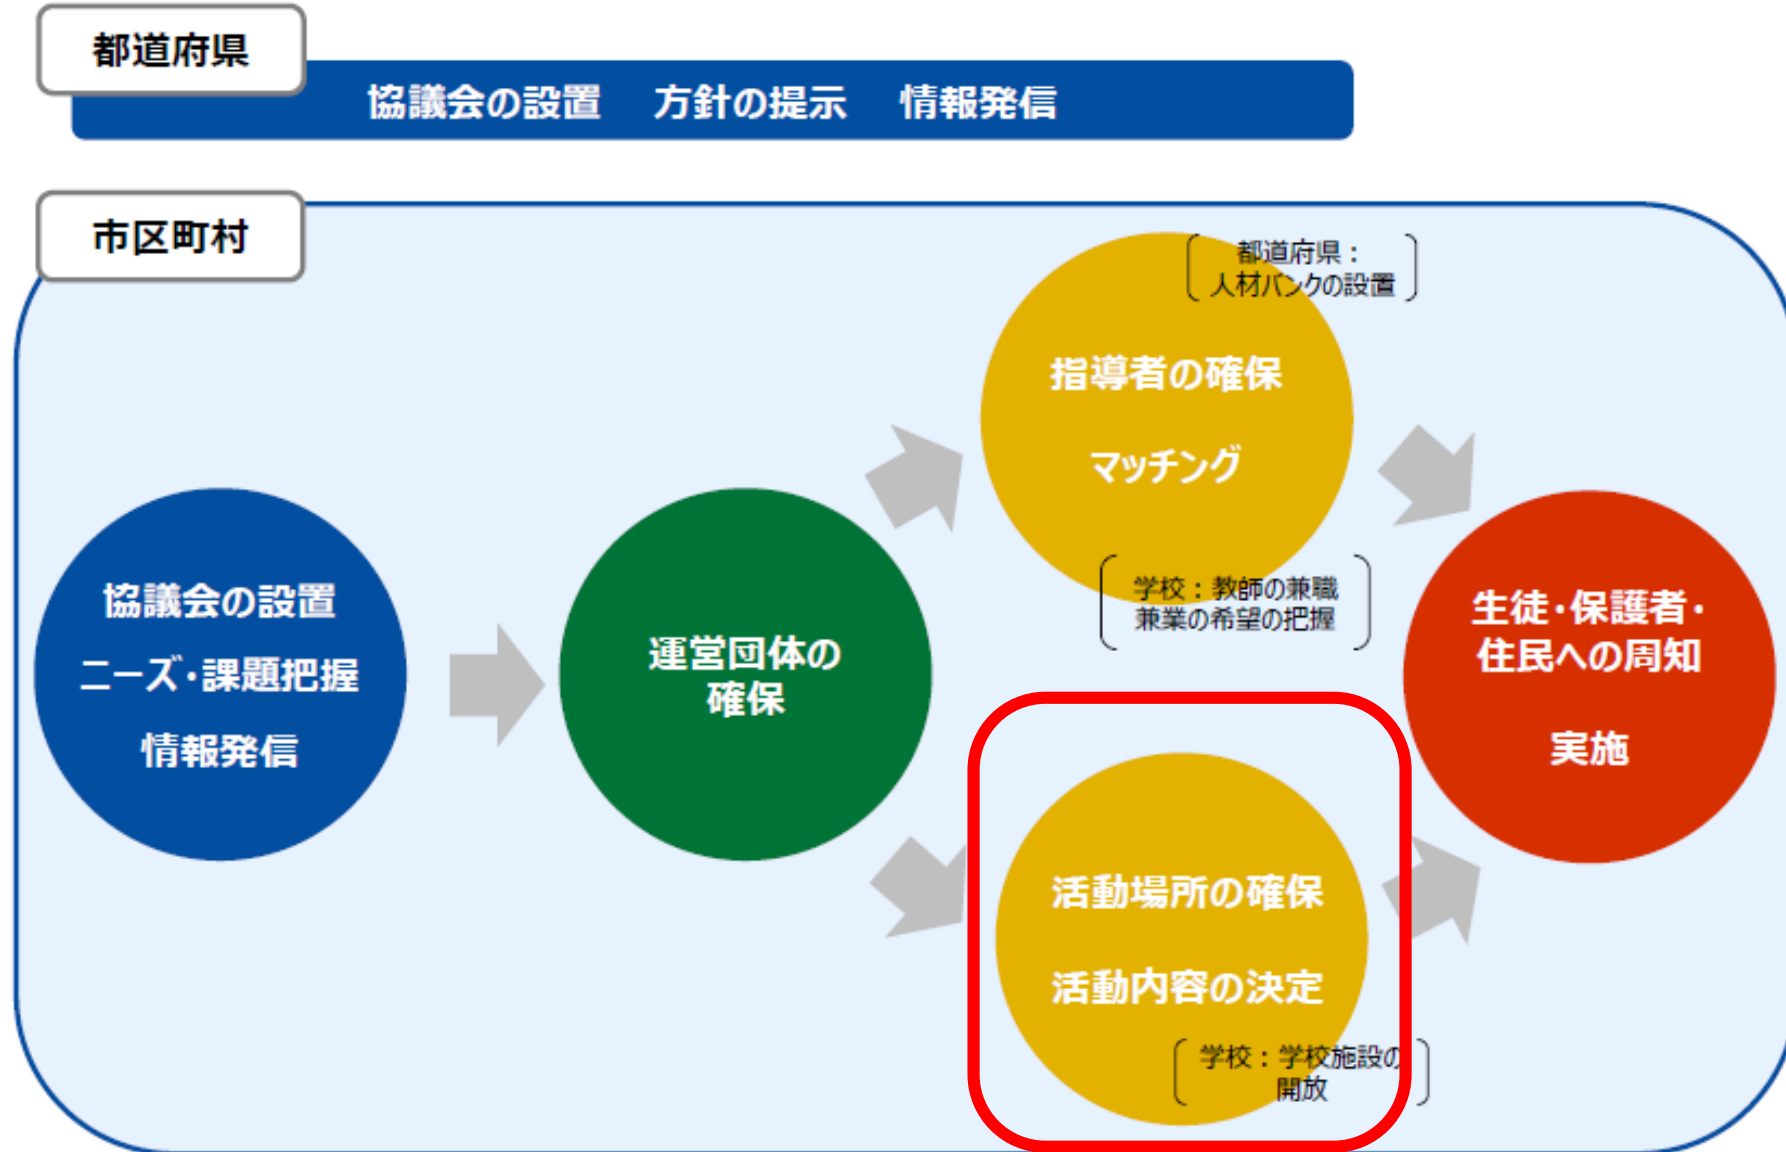 都道府県
協議会の設置 方針の提示 情報発信
市区町村
協議会の設置
ニーズ・課題把握
情報発信
運営団体の
確保
都道府県：
人材バンクの設置
指導者の確保
マッチング
学校：教師の兼職
兼業の希望の把握
活動場所の確保
活動内容の決定
学校：学校施設の
開放
生徒・保護者・
住民への周知
実施